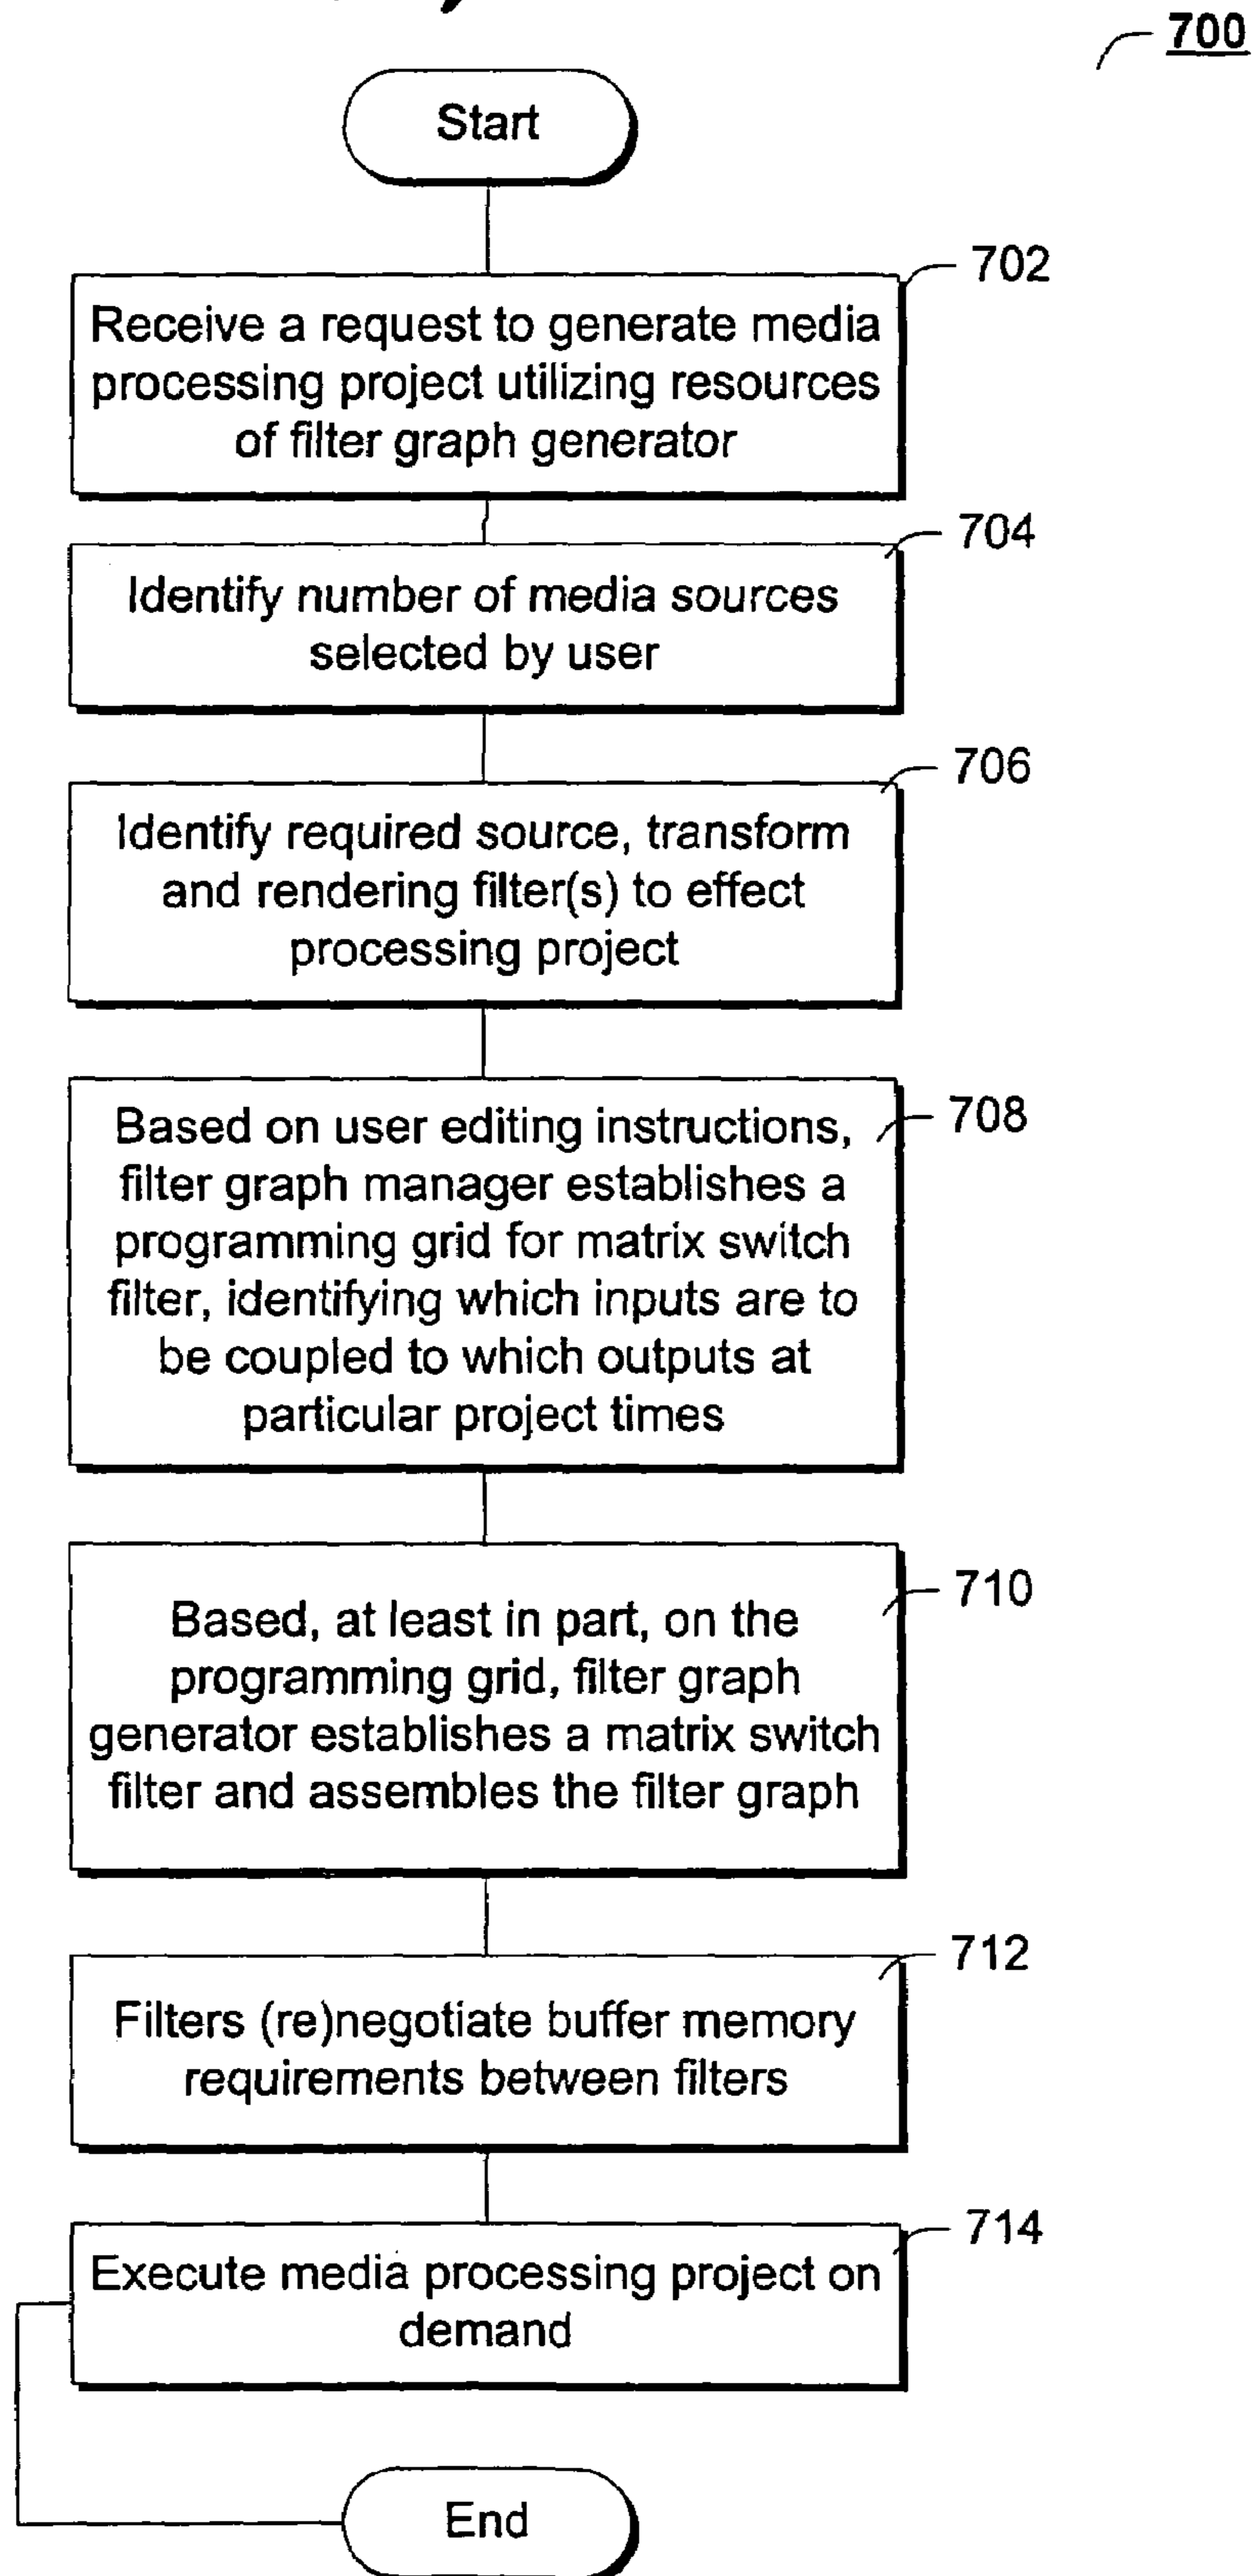 700
Start
702
Receive a request to generate media
processing project utilizing resources
of filter graph generator
704
Identify number of media sources
selected by user
706
Identify required source, transform
and rendering filter(s) to effect
processing project
708
Based on user editing instructions,
filter graph manager establishes a
programming grid for matrix switch
filter, identifying which inputs are to
be coupled to which outputs at
particular project times
710
Based, at least in part, on the
programming grid, filter graph
generator establishes a matrix switch
filter and assembles the filter graph
712
Filters (re)negotiate buffer memory
requirements between filters
714
Execute media processing project on
demand
End